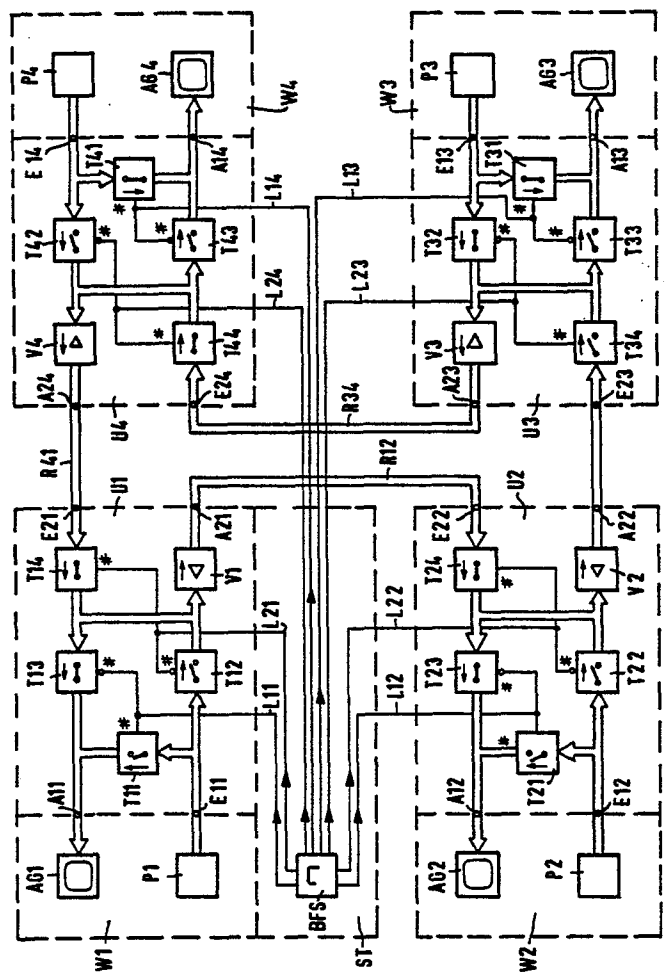 P4
AG4
W4
E14
T41
A14
L14
T42
*
*
T43
L24
V4
*
T44
A24
U4
E24
R41
R34
P3
AG3
W3
E13
T31
A13
L13
T32
*
*
T33
L23
V3
*
T34
A23
U3
E23
E21
U1
A21
R12
T14
*
V1
L21
T13
*
T12
L11
*
T11
A11
E11
AG1
P1
W1
E22
U2
A22
T24
*
V2
L22
T23
*
T22
L12
*
T21
A12
E12
AG2
P2
W2
BFS
ST